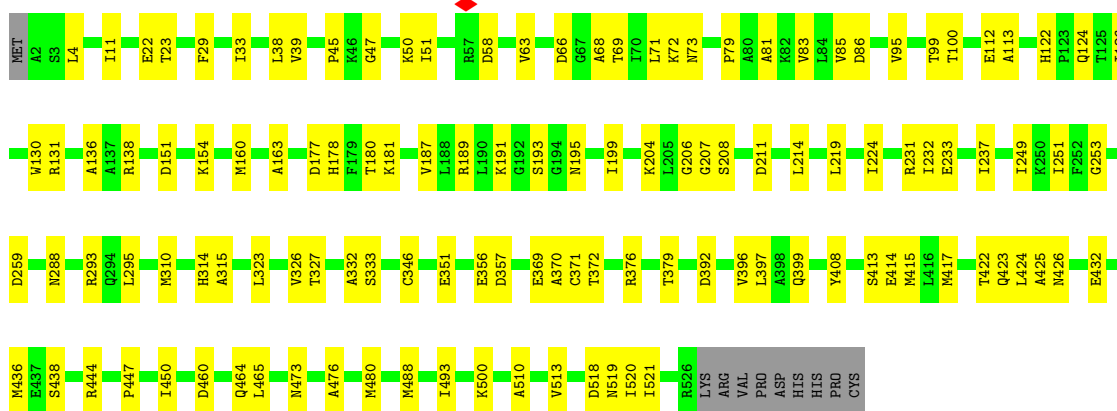 MET A2 S3 L4 I11 E22 T23 F29 I33 L38 V39 P45 K46 G47 K50 I51 R57 D58 V63 D66 G67 A68 T69 I70 L71 K72 N73 P79 A80 A81 K82 V83 L84 V85 D86 V95 T99 T100 E112 A113 H122 P123 Q124 T125
W130 R131 A136 A137 R138 D151 K154 M160 A163 D177 H178 F179 T180 K181 V187 L188 R189 L190 K191 G192 S193 G194 N195 I199 K204 L205 G206 G207 S208 D211 L214 L219 I224 R231 I232 E233 I237 I249 K250 I251 F252 G253
D259 N288 R293 Q294 L295 M310 H314 A315 L323 V326 T327 A332 S333 C346 E351 E356 D357 E369 A370 C371 T372 R376 T379 D392 V396 L397 A398 Q399 Y408 S413 E414 M415 L416 M417 T422 Q423 L424 A425 N426 E432
M436 E437 S438 R444 P447 I450 D460 Q464 L465 N473 A476 M480 M488 I493 K500 A510 V513 D518 N519 I520 I521 R526 LYS ARG VAL PRO ASP HIS HIS PRO CYS